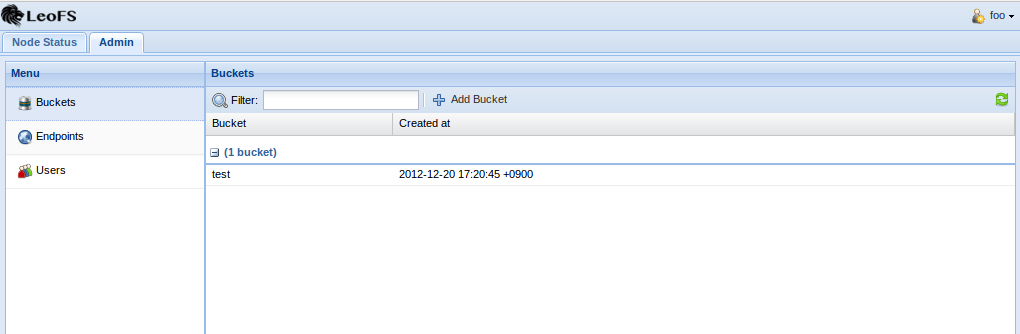 LeoFS
foo
Node Status Admin
Menu
Buckets
Endpoints
Users
Buckets
Filter: Add Bucket
Bucket Created at
(1 bucket)
test 2012-12-20 17:20:45 +0900